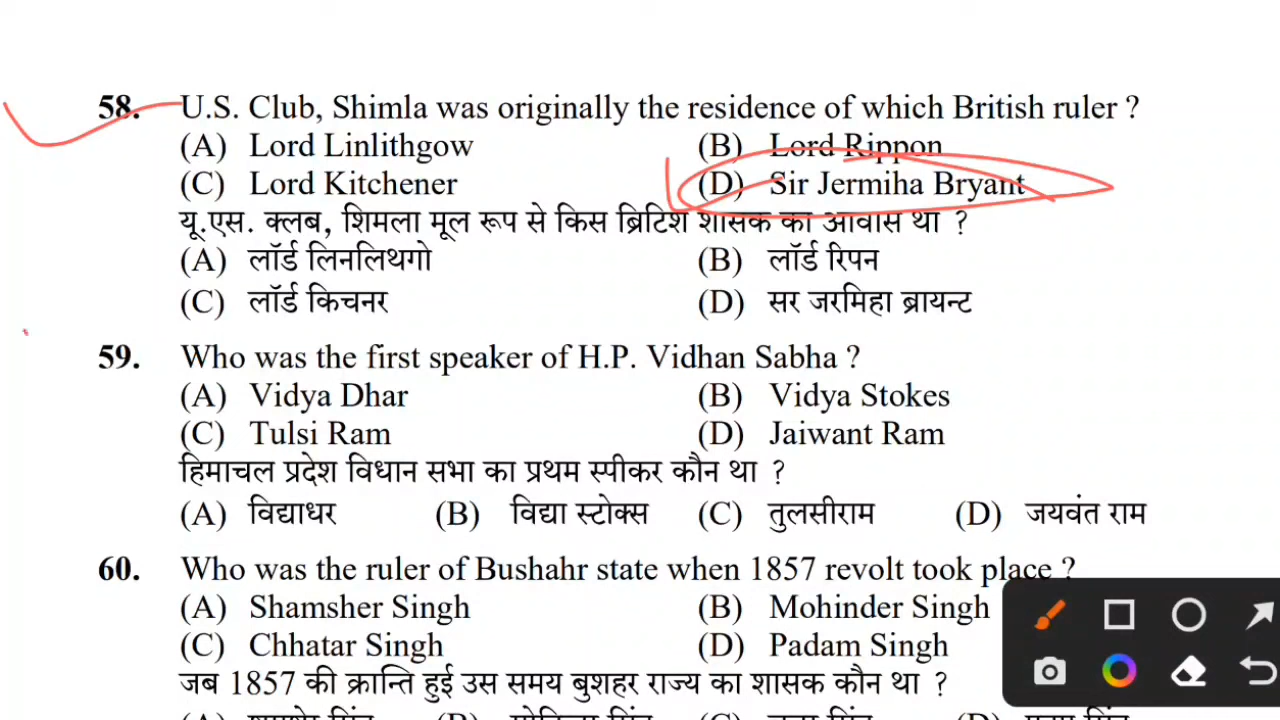 58. U.S. Club, Shimla was originally the residence of which British ruler ?
(A) Lord Linlithgow (B) Lord Rippon
(C) Lord Kitchener (D) Sir Jermiha Bryant
यू.एस. क्लब, शिमला मूल रूप से किस ब्रिटिश शासक का आवास था ?
(A) लॉर्ड लिनलिथगो (B) लॉर्ड रिपन
(C) लॉर्ड किचनर (D) सर जरमिहा ब्रायन्ट
59. Who was the first speaker of H.P. Vidhan Sabha ?
(A) Vidya Dhar (B) Vidya Stokes
(C) Tulsi Ram (D) Jaiwant Ram
हिमाचल प्रदेश विधान सभा का प्रथम स्पीकर कौन था ?
(A) विद्याधर (B) विद्या स्टोक्स (C) तुलसीराम (D) जयवंत राम
60. Who was the ruler of Bushahr state when 1857 revolt took place ?
(A) Shamsher Singh (B) Mohinder Singh
(C) Chhatar Singh (D) Padam Singh
जब 1857 की क्रान्ति हुई उस समय बुशहर राज्य का शासक कौन था ?